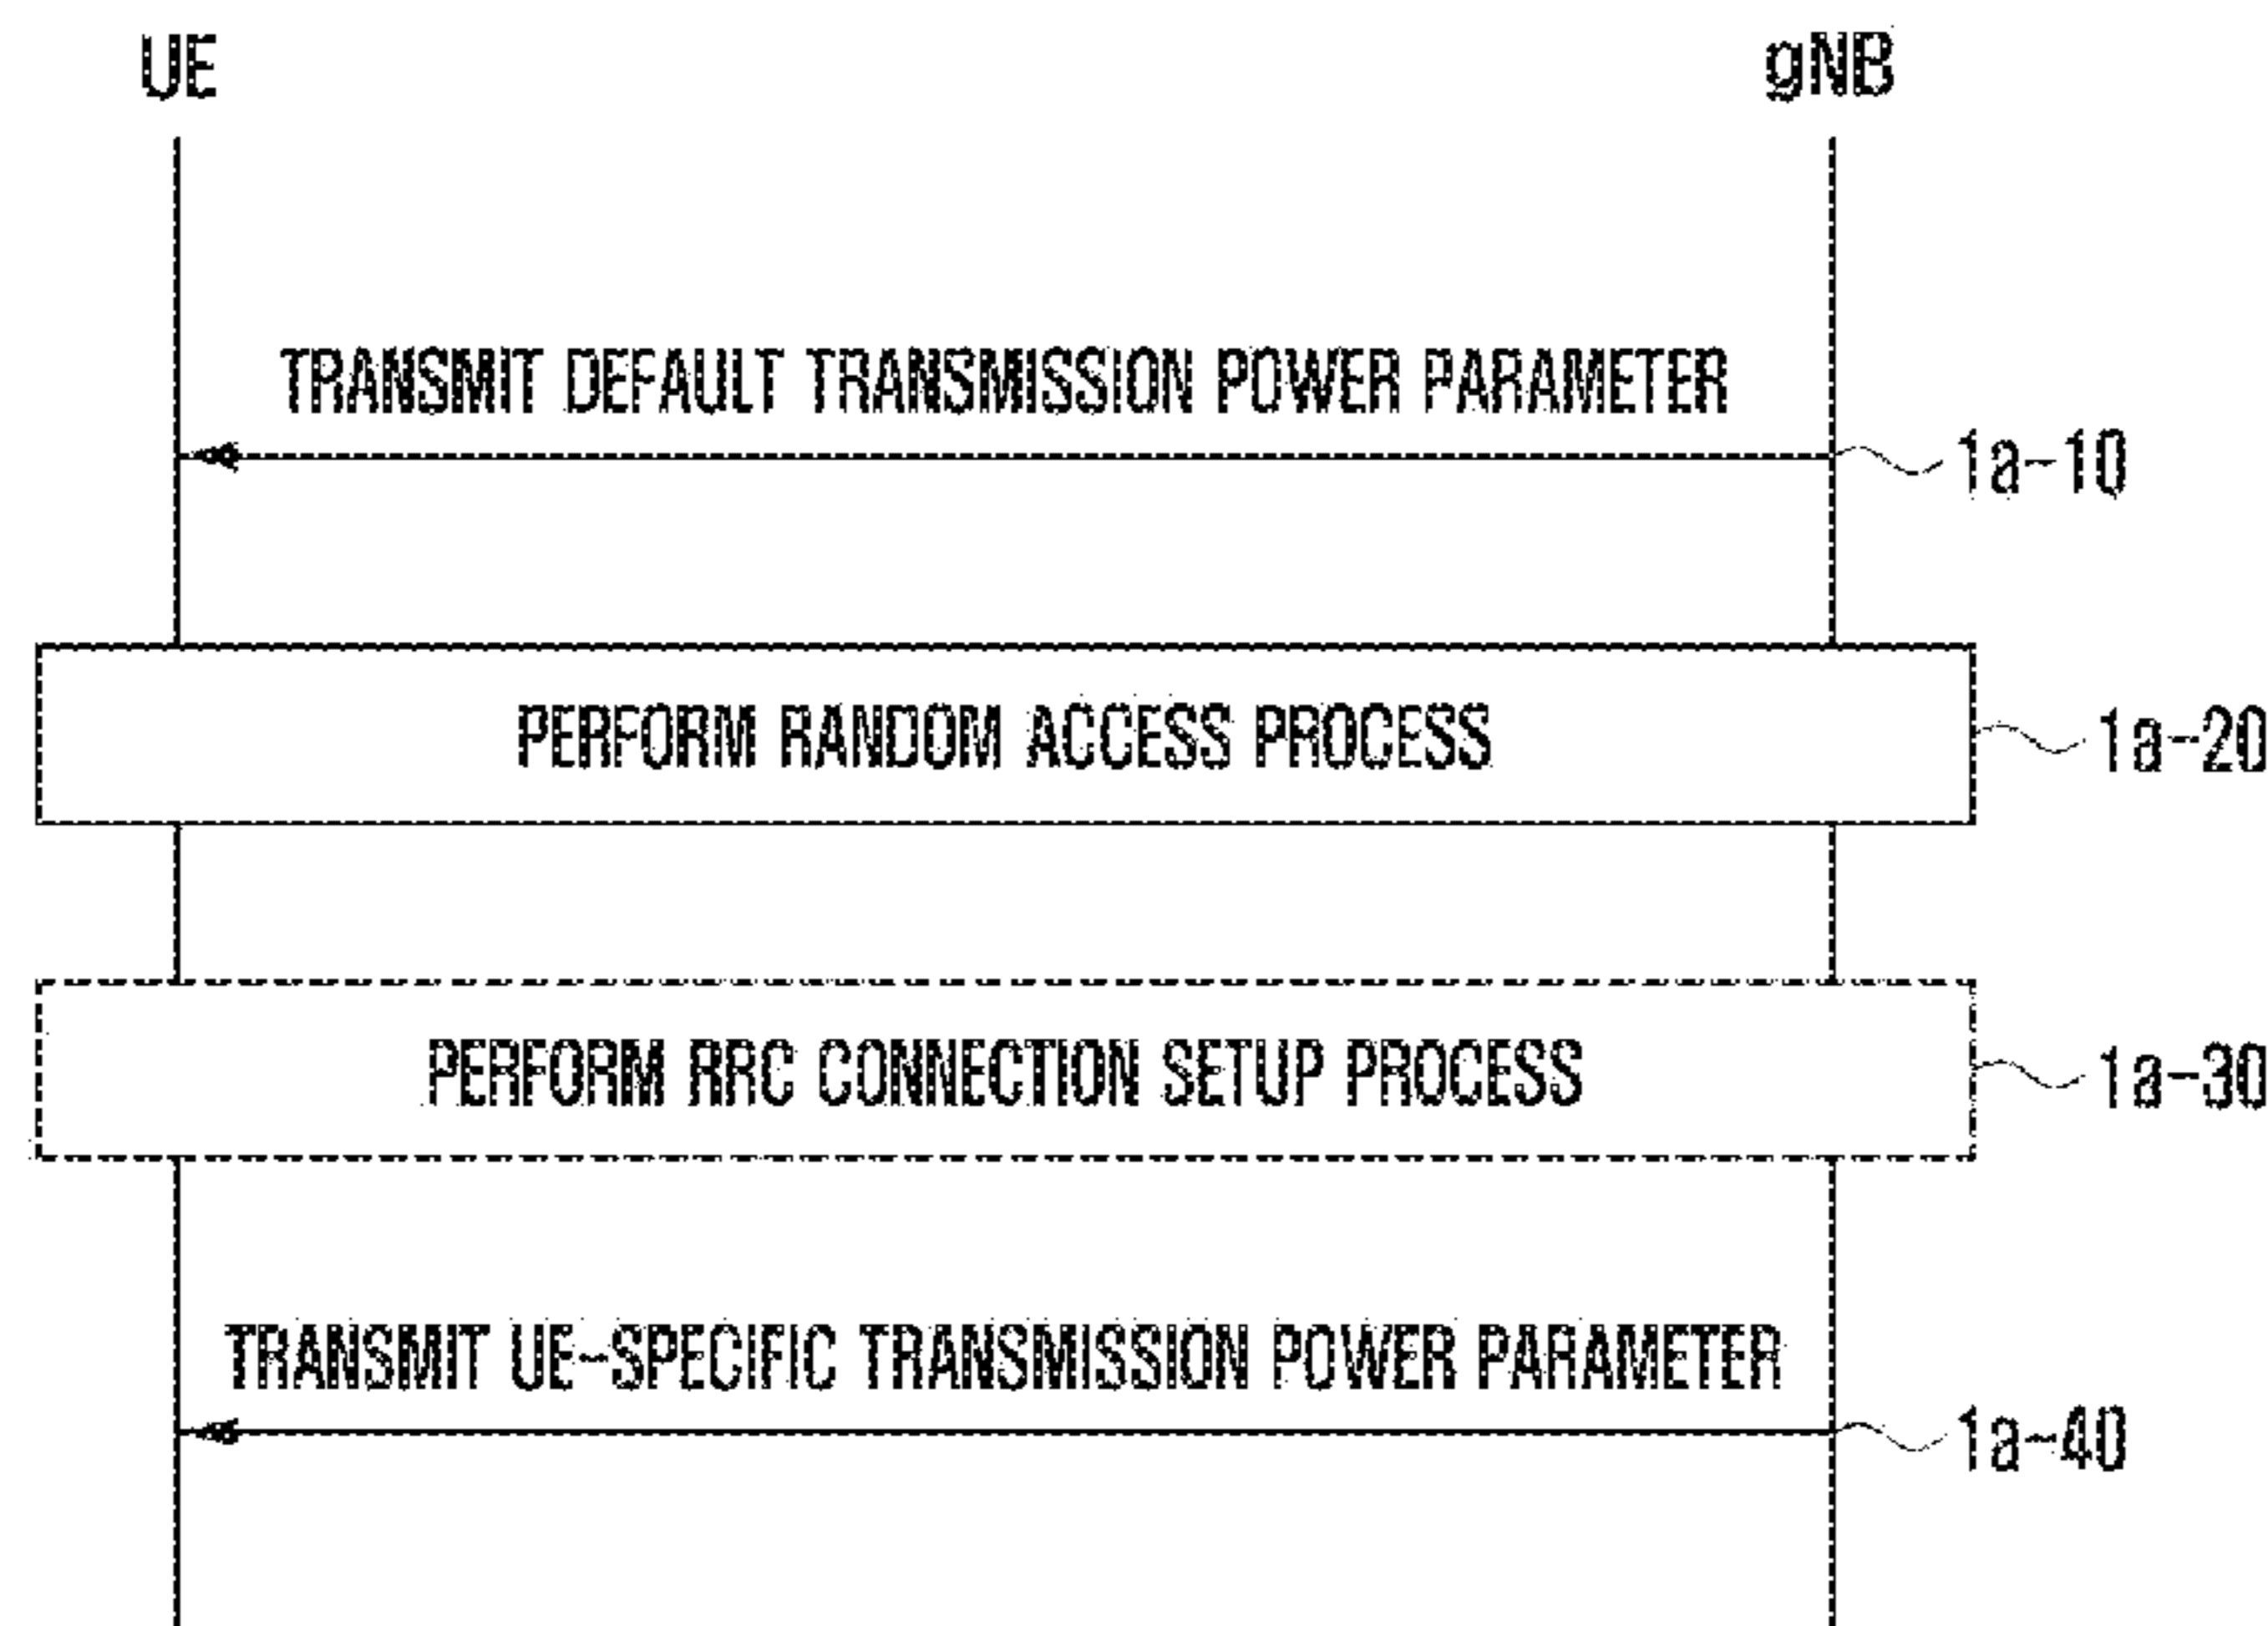 UE gNB
TRANSMIT DEFAULT TRANSMISSION POWER PARAMETER
1a-10
PERFORM RANDOM ACCESS PROCESS
1a-20
PERFORM RRC CONNECTION SETUP PROCESS
1a-30
TRANSMIT UE-SPECIFIC TRANSMISSION POWER PARAMETER
1a-40